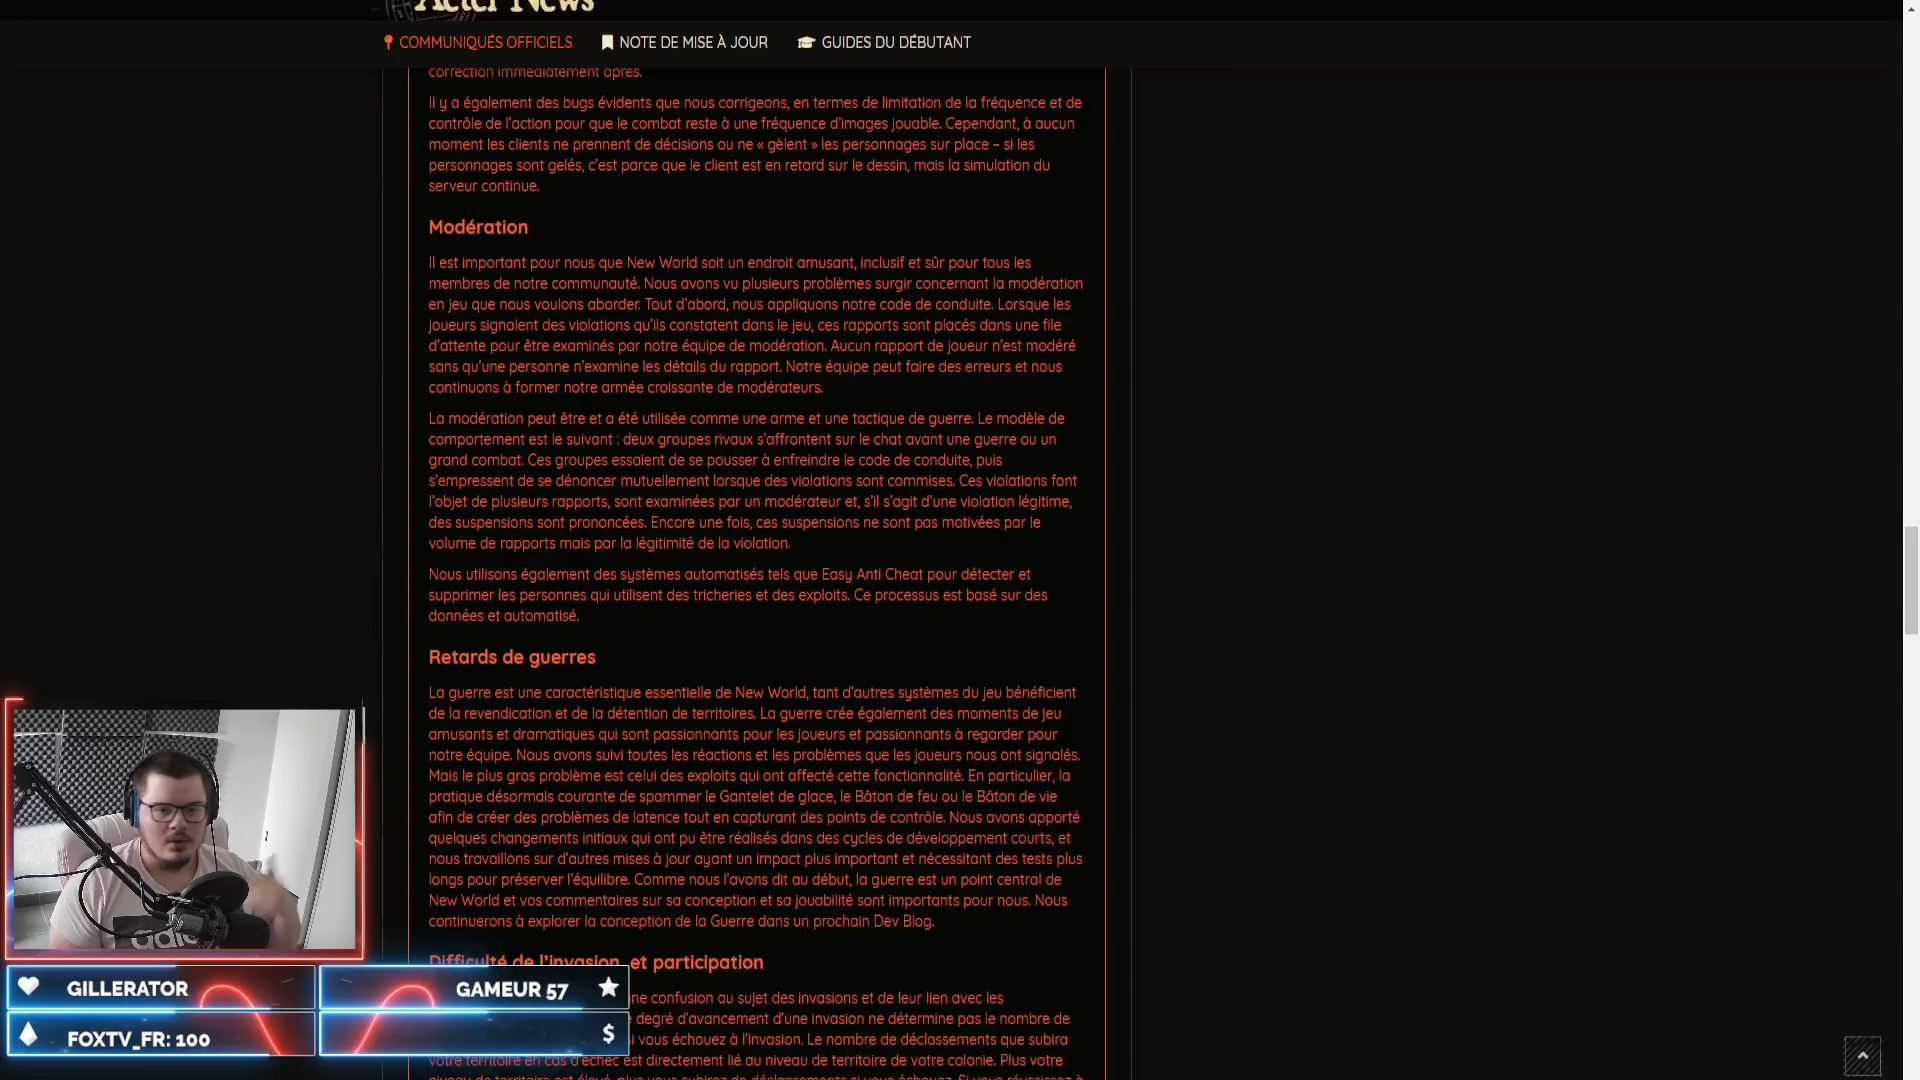 Aeter News
COMMUNIQUÉS OFFICIELS
NOTE DE MISE À JOUR
GUIDES DU DÉBUTANT
correction immédiatement après.
Il y a également des bugs évidents que nous corrigeons, en termes de limitation de la fréquence et de
contrôle de l'action pour que le combat reste à une fréquence d'images jouable. Cependant, à aucun
moment les clients ne prennent de décisions ou ne « gèlent » les personnages sur place – si les
personnages sont gelés, c'est parce que le client est en retard sur le dessin, mais la simulation du
serveur continue.
Modération
Il est important pour nous que New World soit un endroit amusant, inclusif et sûr pour tous les
membres de notre communauté. Nous avons vu plusieurs problèmes surgir concernant la modération
en jeu que nous voulons aborder. Tout d'abord, nous appliquons notre code de conduite. Lorsque les
joueurs signalent des violations qu'ils constatent dans le jeu, ces rapports sont placés dans une file
d'attente pour être examinés par notre équipe de modération. Aucun rapport de joueur n'est modéré
sans qu'une personne n'examine les détails du rapport. Notre équipe peut faire des erreurs et nous
continuons à former notre armée croissante de modérateurs.
La modération peut être et a été utilisée comme une arme et une tactique de guerre. Le modèle de
comportement est le suivant : deux groupes rivaux s'affrontent sur le chat avant une guerre ou un
grand combat. Ces groupes essaient de se pousser à enfreindre le code de conduite, puis
s'empressent de se dénoncer mutuellement lorsque des violations sont commises. Ces violations font
l'objet de plusieurs rapports, sont examinées par un modérateur et, s'il s'agit d'une violation légitime,
des suspensions sont prononcées. Encore une fois, ces suspensions ne sont pas motivées par le
volume de rapports mais par la légitimité de la violation.
Nous utilisons également des systèmes automatisés tels que Easy Anti Cheat pour détecter et
supprimer les personnes qui utilisent des tricheries et des exploits. Ce processus est basé sur des
données et automatisé.
Retards de guerres
La guerre est une caractéristique essentielle de New World, tant d'autres systèmes du jeu bénéficient
de la revendication et de la détention de territoires. La guerre crée également des moments de jeu
amusants et dramatiques qui sont passionnants pour les joueurs et passionnants à regarder pour
notre équipe. Nous avons suivi toutes les réactions et les problèmes que les joueurs nous ont signalés.
Mais le plus gros problème est celui des exploits qui ont affecté cette fonctionnalité. En particulier, la
pratique désormais courante de spammer le Gantelet de glace, le Bâton de feu ou le Bâton de vie
afin de créer des problèmes de latence tout en capturant des points de contrôle. Nous avons apporté
quelques changements initiaux qui ont pu être réalisés dans des cycles de développement courts, et
nous travaillons sur d'autres mises à jour ayant un impact plus important et nécessitant des tests plus
longs pour préserver l'équilibre. Comme nous l'avons dit au début, la guerre est un point central de
New World et vos commentaires sur sa conception et sa jouabilité sont importants pour nous. Nous
continuerons à explorer la conception de la Guerre dans un prochain Dev Blog.
Difficulté de l'invasion et participation
ne confusion au sujet des invasions et de leur lien avec les
degré d'avancement d'une invasion ne détermine pas le nombre de
i vous échouez à l'Invasion. Le nombre de déclassements que subira
votre territoire en cas d'échec est directement lié au niveau de territoire de votre colonie. Plus votre
niveau de territoire est élevé, plus vous subirez de déclassements si vous échouez. Si vous réussissez à
adidas
GILLERATOR
GAMEUR 57
FOXTV_FR: 100
$